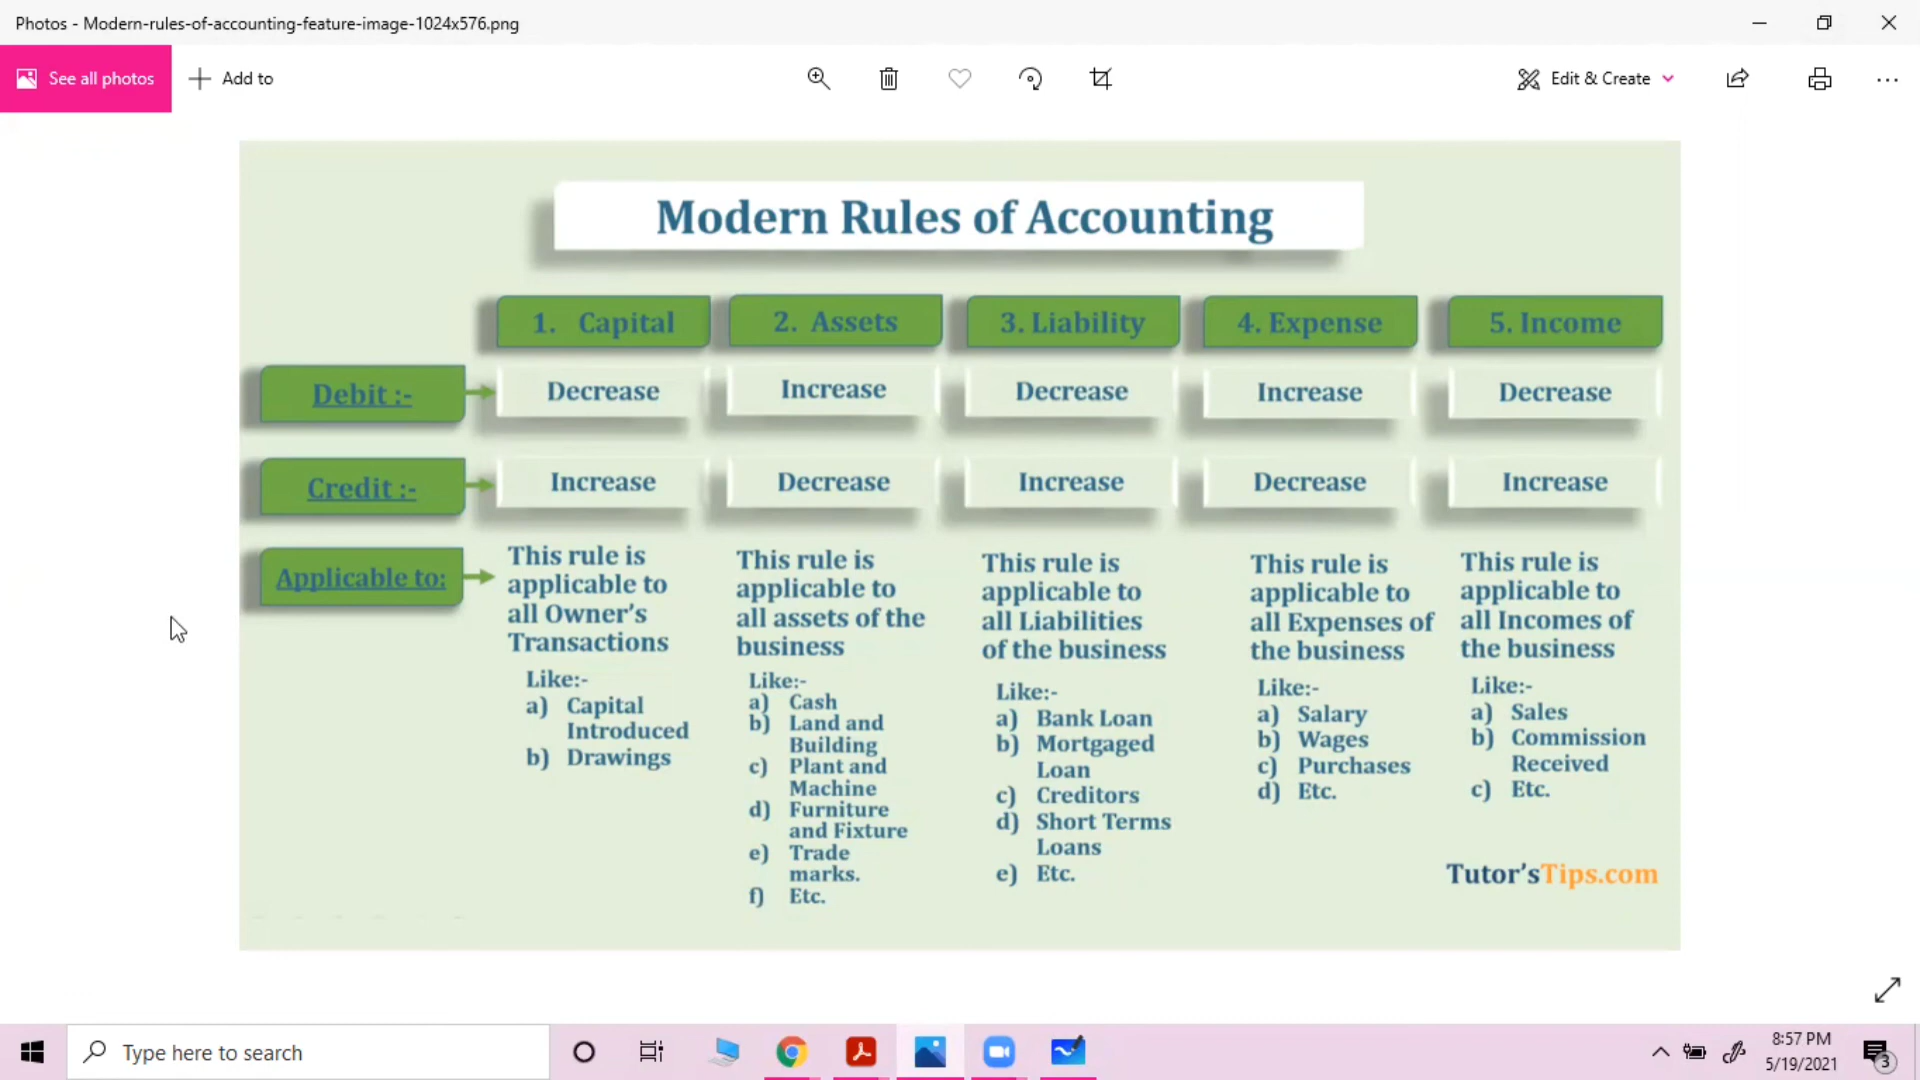 Photos - Modern-rules-of-accounting-feature-image-1024x576.png
See all photos
Add to
Edit & Create
Modern Rules of Accounting
1. Capital
2. Assets
3. Liability
4. Expense
5. Income
Debit :-
Decrease
Increase
Decrease
Increase
Decrease
Credit :-
Increase
Decrease
Increase
Decrease
Increase
Applicable to:
This rule is
applicable to
all Owner's
Transactions
Like:-
a) Capital
Introduced
b) Drawings
This rule is
applicable to
all assets of the
business
Like:-
a) Cash
b) Land and
Building
c) Plant and
Machine
d) Furniture
and Fixture
e) Trade
marks.
f) Etc.
This rule is
applicable to
all Liabilities
of the business
Like:-
a) Bank Loan
b) Mortgaged
Loan
c) Creditors
d) Short Terms
Loans
e) Etc.
This rule is
applicable to
all Expenses of
the business
Like:-
a) Salary
b) Wages
c) Purchases
d) Etc.
This rule is
applicable to
all Incomes of
the business
Like:-
a) Sales
b) Commission
Received
c) Etc.
Tutor'sTips.com
Type here to search
8:57 PM
5/19/2021
3